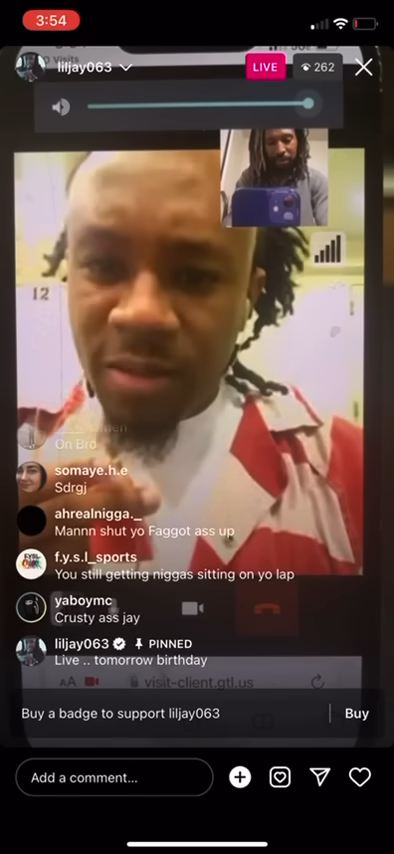 3:54
Visits
liljay063
LIVE
262
12
On Bro
somaye.h.e
Sdrgj
ahrealnigga._
Mannn shut yo Faggot ass up
f.y.s.l_sports
You still getting niggas sitting on yo lap
yaboymc
Crusty ass jay
liljay063 PINNED
Live .. tomorrow birthday
AA visit-client.gtl.us
Buy a badge to support liljay063
Buy
Add a comment...